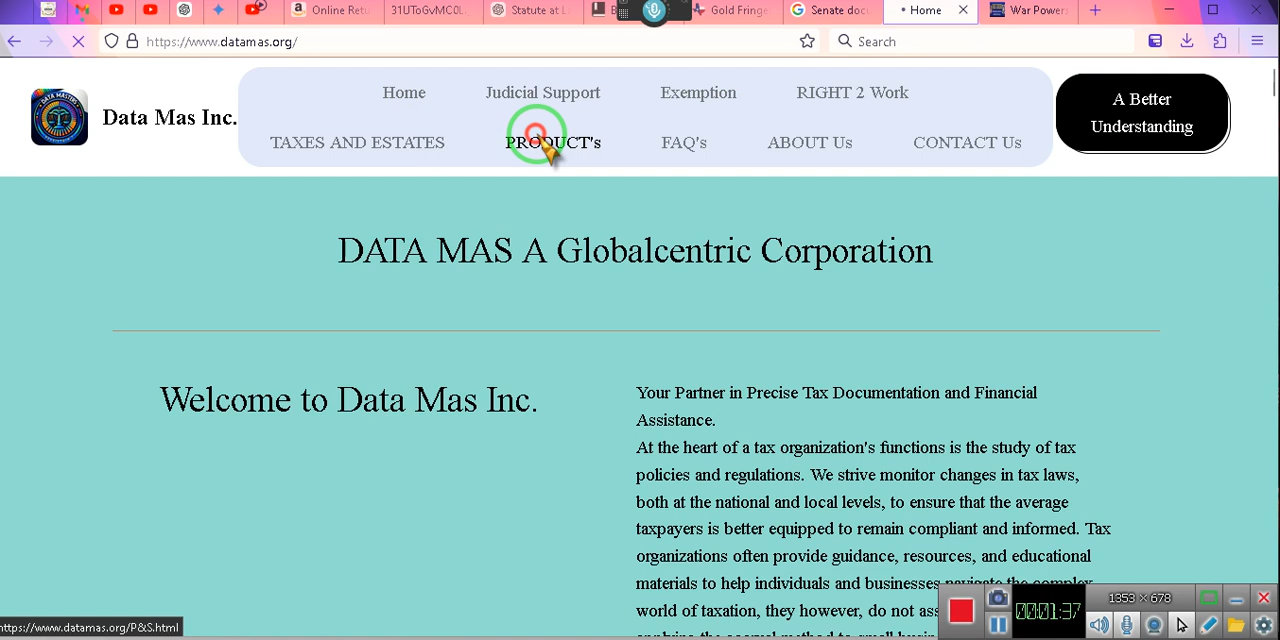 Online Retu
31UToGvMC0L
Statute at L
B
Gold Fringe
Senate doc
Home
War Powers
https://www.datamas.org/
Search
Data Mas Inc.
Home
Judicial Support
Exemption
RIGHT 2 Work
TAXES AND ESTATES
PRODUCT's
FAQ's
ABOUT Us
CONTACT Us
A Better
Understanding
DATA MAS A Globalcentric Corporation
Welcome to Data Mas Inc.
Your Partner in Precise Tax Documentation and Financial
Assistance.
At the heart of a tax organization's functions is the study of tax
policies and regulations. We strive monitor changes in tax laws,
both at the national and local levels, to ensure that the average
taxpayers is better equipped to remain compliant and informed. Tax
organizations often provide guidance, resources, and educational
materials to help individuals and businesses navigate the complex
world of taxation, they however, do not ass
https://www.datamas.org/P&S.html
1353 × 678
00:01:37